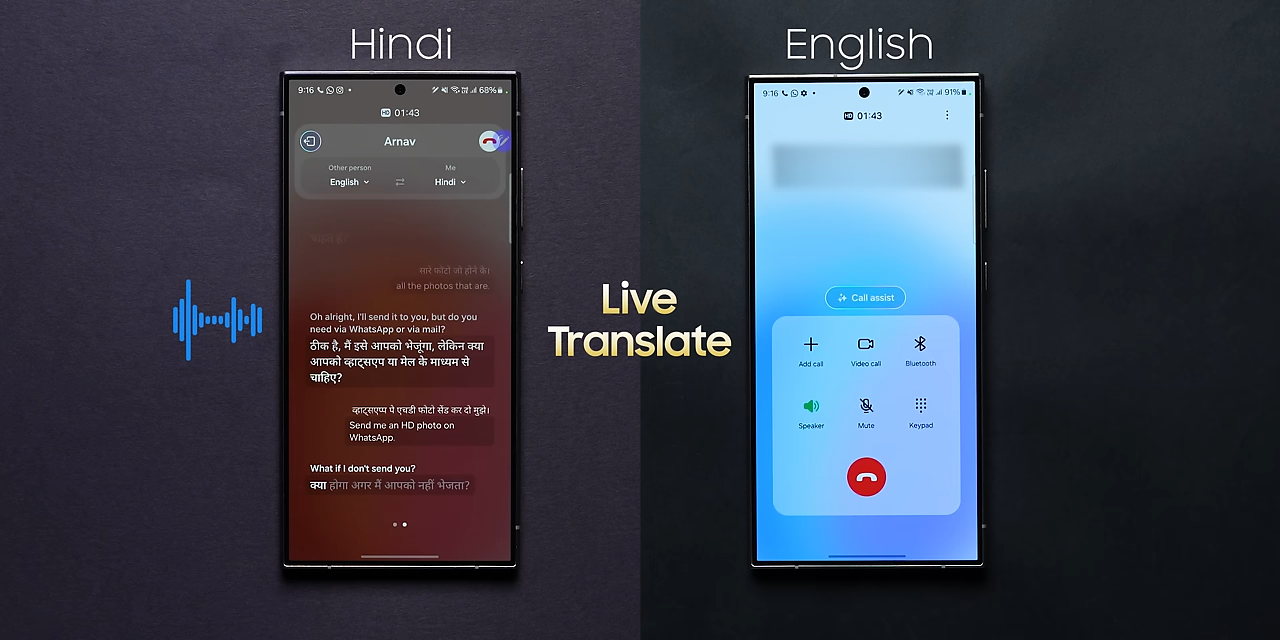 Hindi
English
9:16
68%
HD 01:43
Arnav
Other person
Me
English
Hindi
चाहता है?
सारे फोटो जो होने के।
all the photos that are.
Oh alright, I'll send it to you, but do you
need via WhatsApp or via mail?
ठीक है, मैं इसे आपको भेजूंगा, लेकिन क्या
आपको व्हाट्सएप या मेल के माध्यम से
चाहिए?
व्हाट्सएप्प पे एचडी फोटो सेंड कर दो मुझे।
Send me an HD photo on
WhatsApp.
What if I don't send you?
क्या होगा अगर मैं आपको नहीं भेजता?
Live
Translate
9:16
91%
HD 01:43
Call assist
Add call
Video call
Bluetooth
Speaker
Mute
Keypad